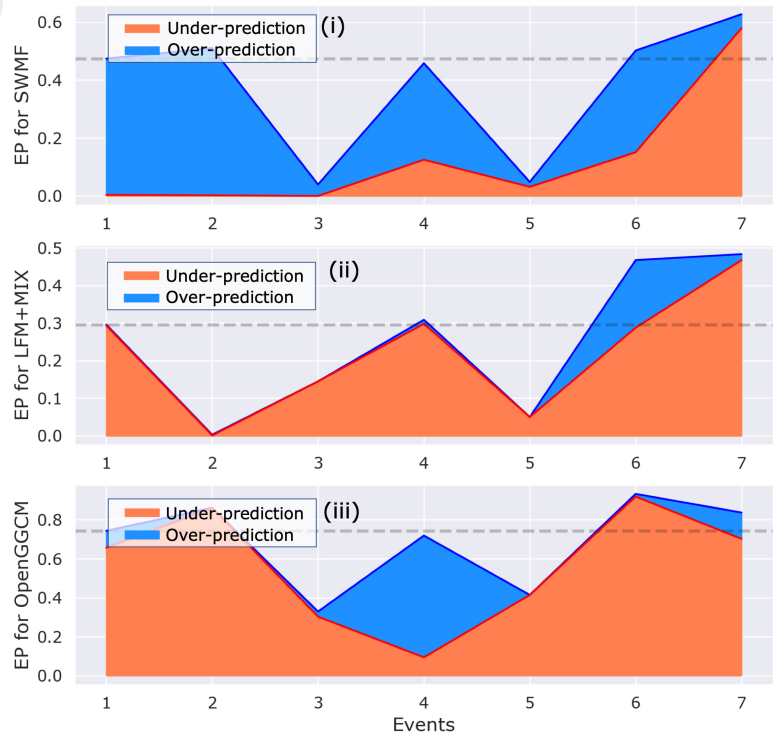 (i)
Under-prediction
Over-prediction
EP for SWMF
0.6
0.4
0.2
0.0
1 2 3 4 5 6 7
(ii)
Under-prediction
Over-prediction
EP for LFM+MIX
0.5
0.4
0.3
0.2
0.1
0.0
1 2 3 4 5 6 7
(iii)
Under-prediction
Over-prediction
EP for OpenGGCM
0.8
0.6
0.4
0.2
0.0
1 2 3 4 5 6 7
Events